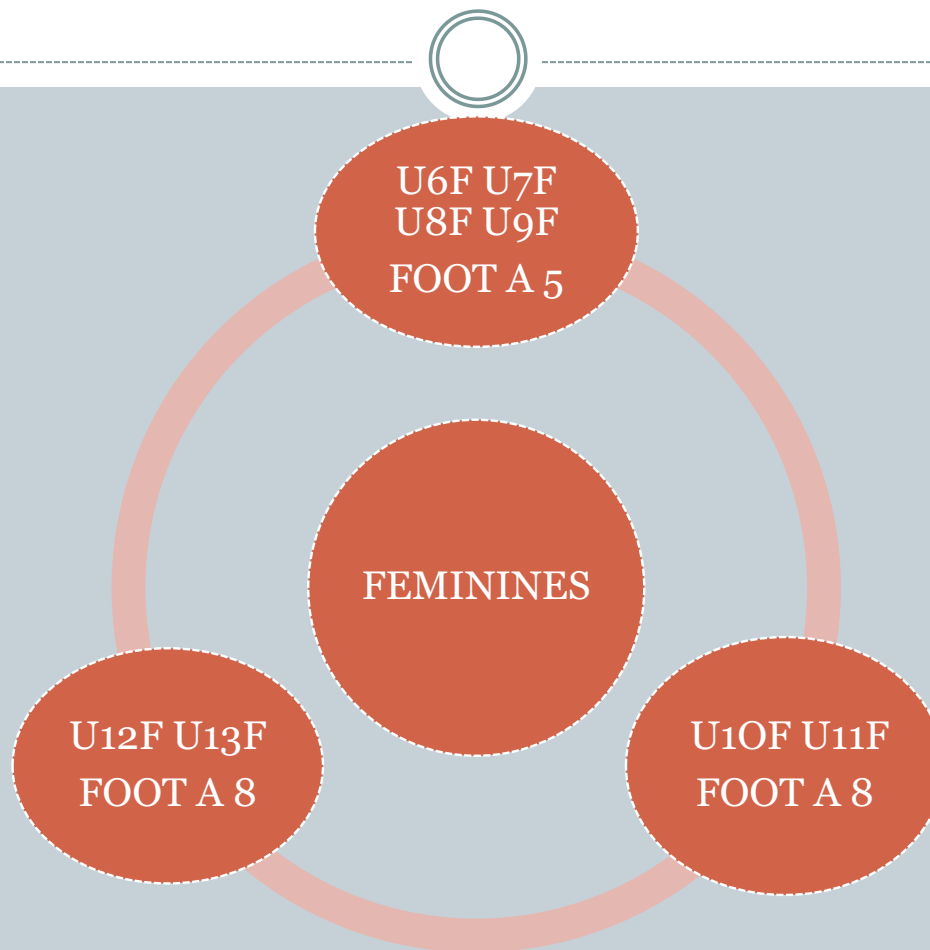 U6F U7F
U8F U9F
FOOT A 5
FEMININES
U12F U13F
FOOT A 8
U1OF U11F
FOOT A 8